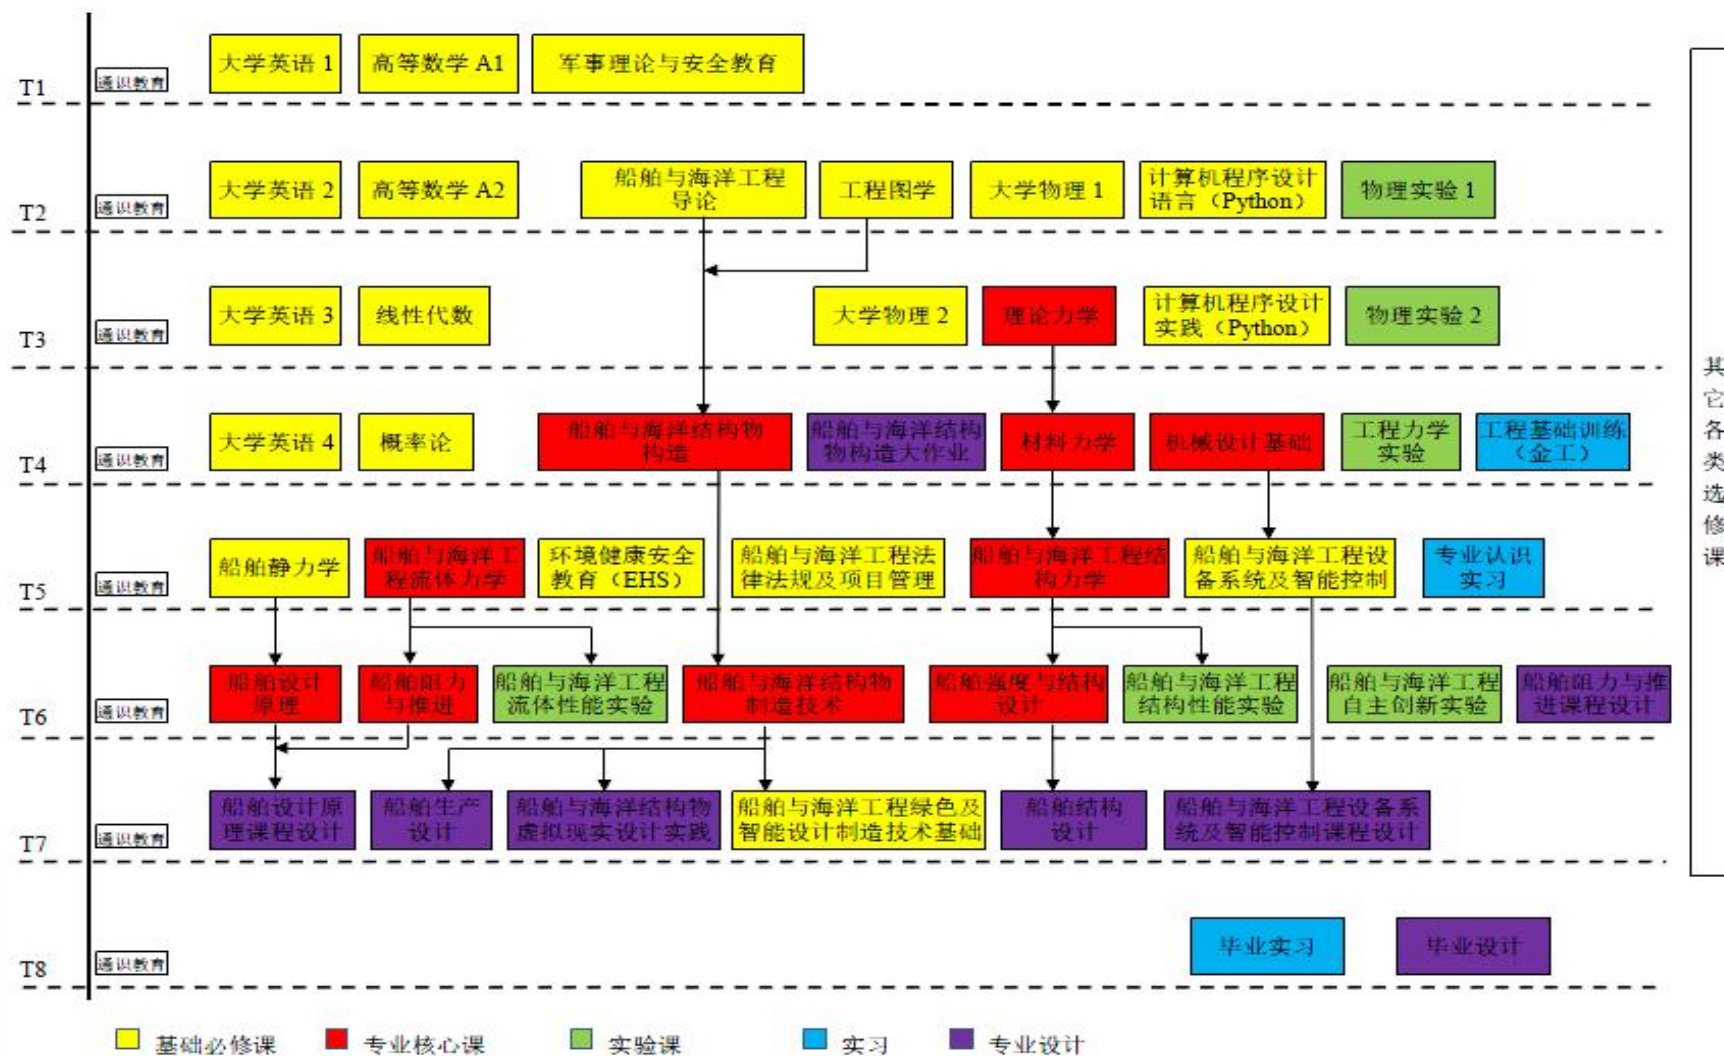 T1
通识教育
大学英语 1
高等数学 A1
军事理论与安全教育
T2
通识教育
大学英语 2
高等数学 A2
船舶与海洋工程
导论
工程图学
大学物理 1
计算机程序设计
语言（Python）
物理实验 1
T3
通识教育
大学英语 3
线性代数
大学物理 2
理论力学
计算机程序设计
实践（Python）
物理实验 2
T4
通识教育
大学英语 4
概率论
船舶与海洋结构物
构造
船舶与海洋结构
物构造大作业
材料力学
机械设计基础
工程力学
实验
工程基础训练
（金工）
T5
通识教育
船舶静力学
船舶与海洋工
程流体力学
环境健康安全
教育（EHS）
船舶与海洋工程法
律法规及项目管理
船舶与海洋工程结
构力学
船舶与海洋工程设
备系统及智能控制
专业认识
实习
T6
通识教育
船舶设计
原理
船舶阻力
与推进
船舶与海洋工程
流体性能实验
船舶与海洋结构物
制造技术
船舶强度与结构
设计
船舶与海洋工程
结构性能实验
船舶与海洋工程
自主创新实验
船舶阻力与推
进课程设计
T7
通识教育
船舶设计原
理课程设计
船舶生产
设计
船舶与海洋结构物
虚拟现实设计实践
船舶与海洋工程绿色及
智能设计制造技术基础
船舶结构
设计
船舶与海洋工程设备系
统及智能控制课程设计
T8
通识教育
毕业实习
毕业设计
其
它
各
类
选
修
课
基础必修课
专业核心课
实验课
实习
专业设计